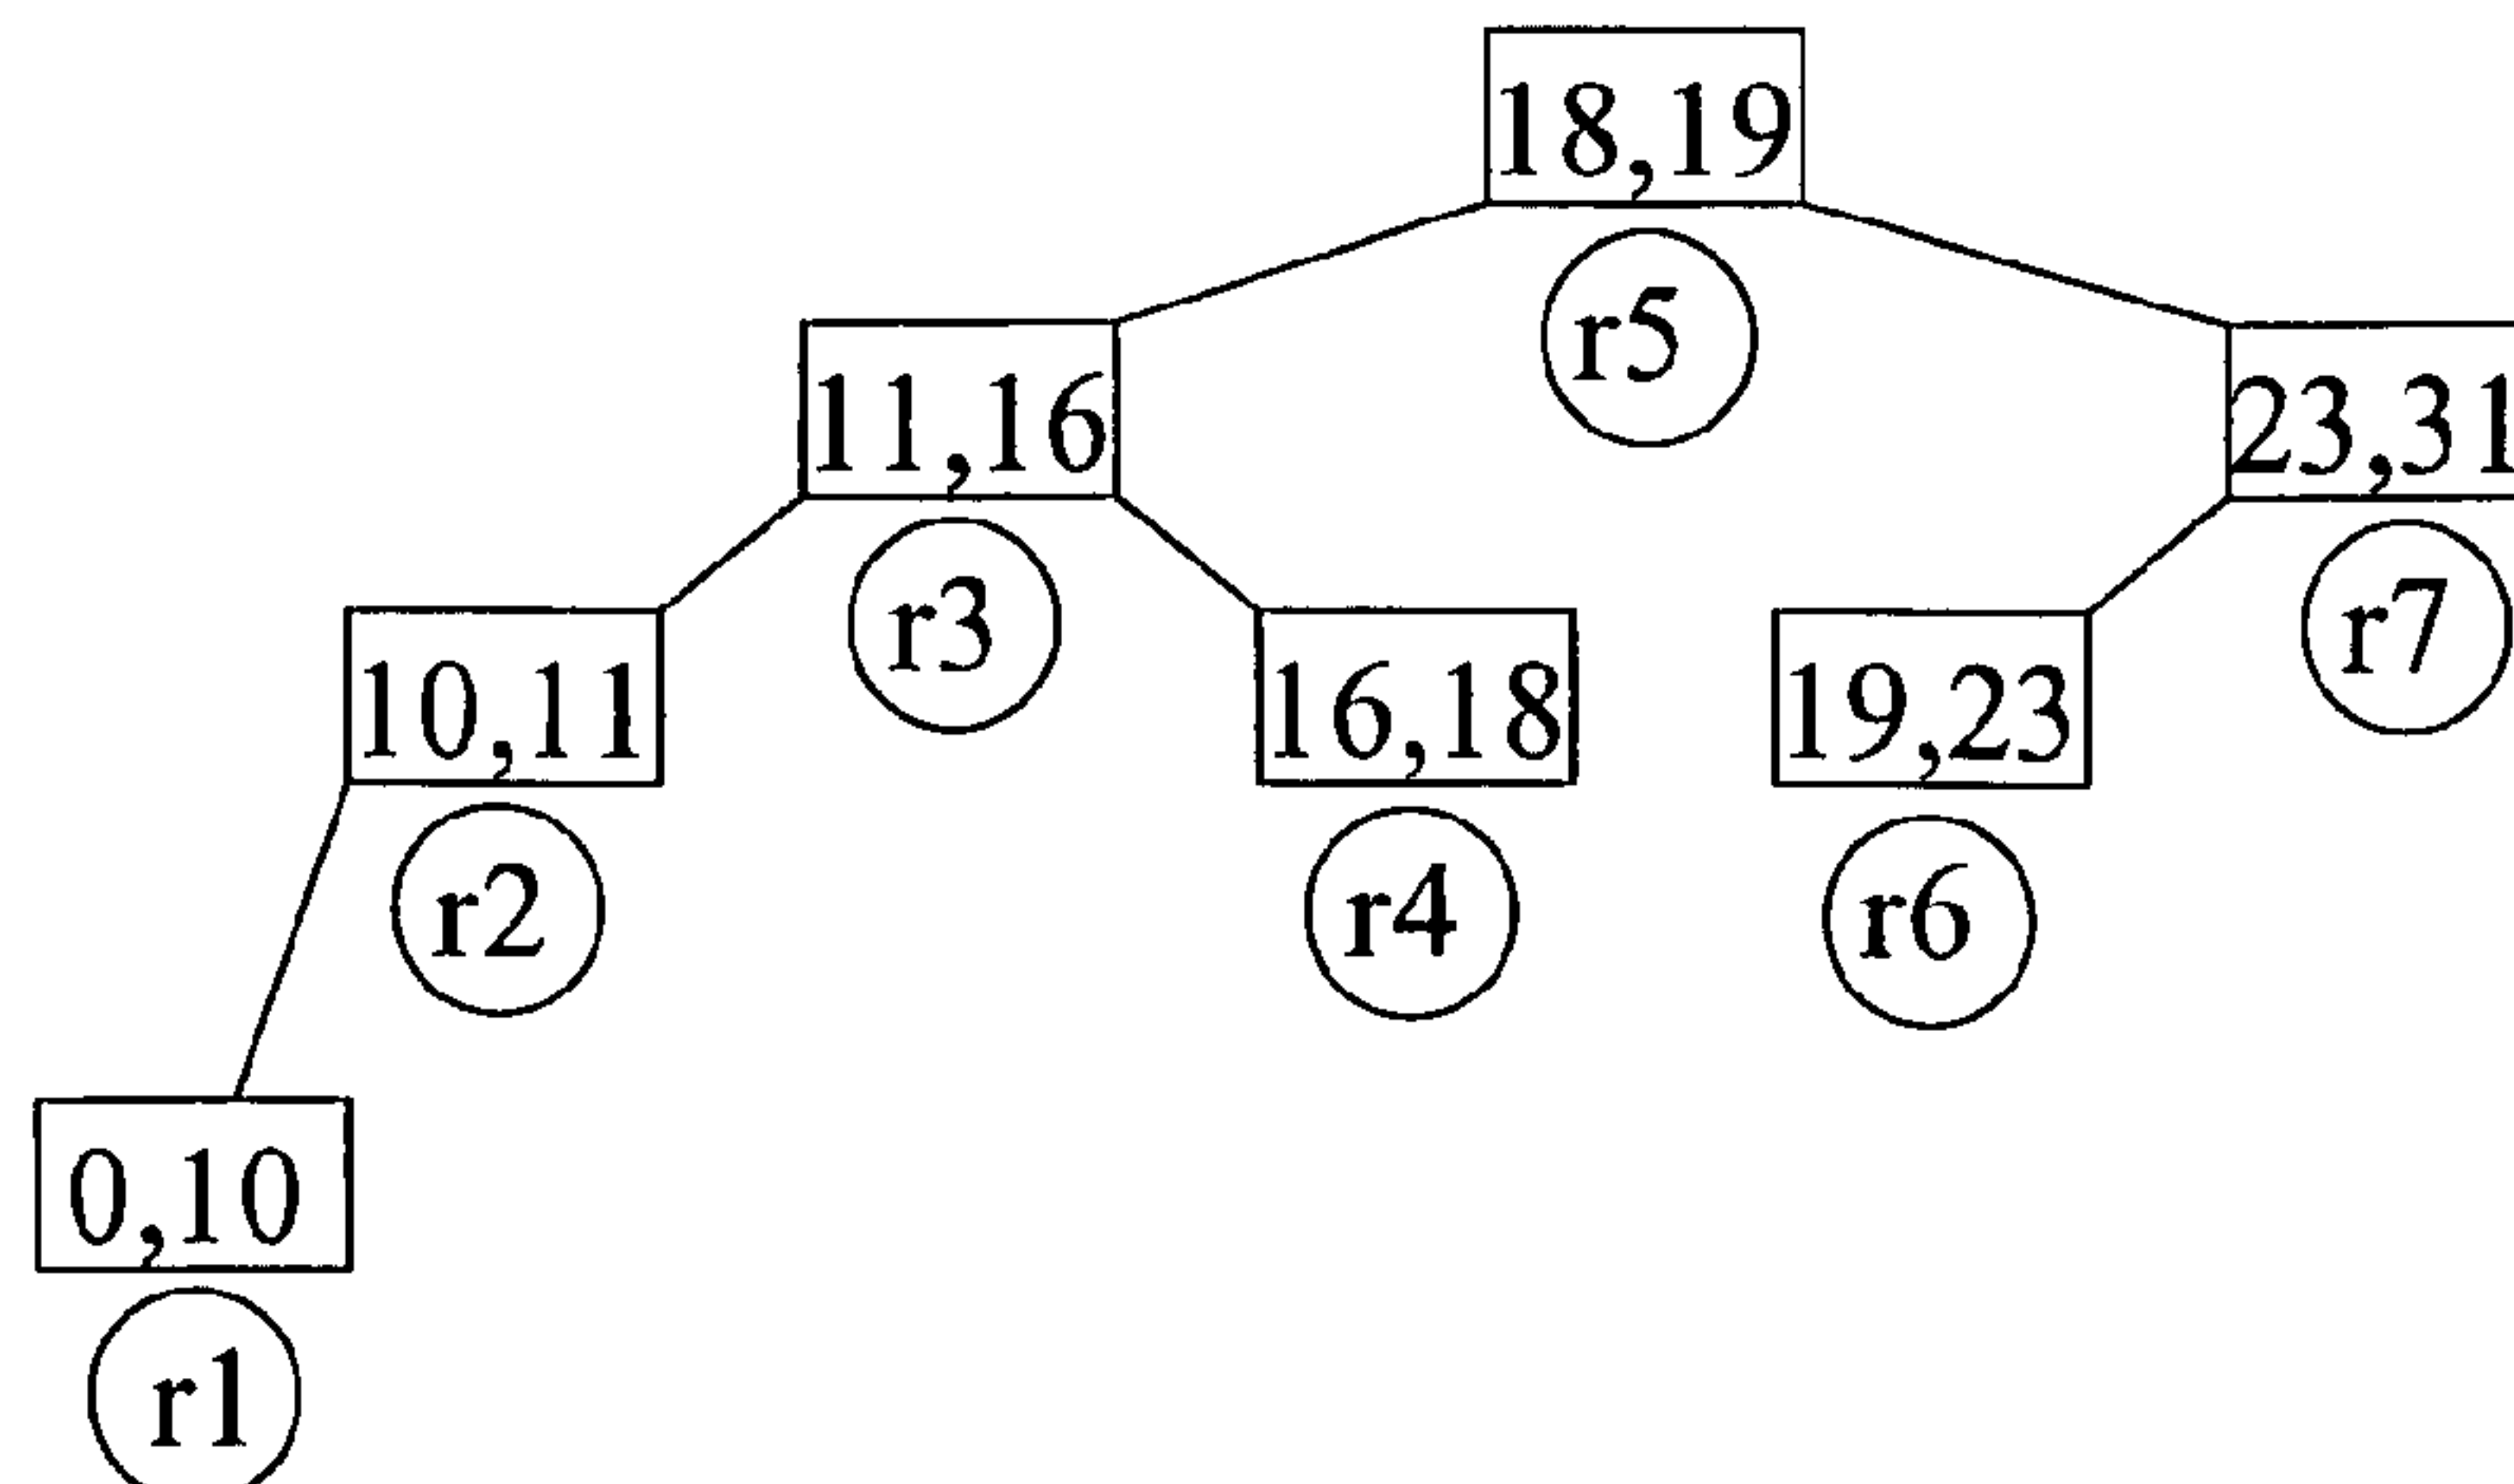 18,19
r5
11,16
23,31
r3
r7
10,11
16,18
19,23
r2
r4
r6
0,10
r1